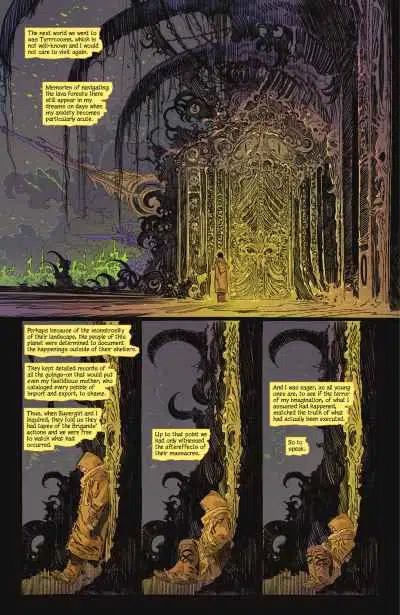 The next world we went to
was Tyrrmooxes, which is
not well-known and I would
not care to visit again.
Memories of navigating
the lava forests there
still appear in my
dreams on days when
my anxiety becomes
particularly acute.
Perhaps because of the monstrosity
of their landscape, the people of this
planet were determined to document
the happenings outside of their shelters.
They kept detailed records of
all the goings-on that would put
even my fastidious mother, who
cataloged every pebble of
import and export, to shame.
Thus, when Supergirl and I
inquired, they told us they
had tapes of the Brigands'
actions and we were free
to watch what had
occurred.
Up to that point we
had only witnessed
the aftereffects of
their massacres.
And I was eager, as all young
ones are, to see if the terror
of my imagination, of what I
assumed had happened,
matched the truth of what
had actually been executed.
So to
speak.